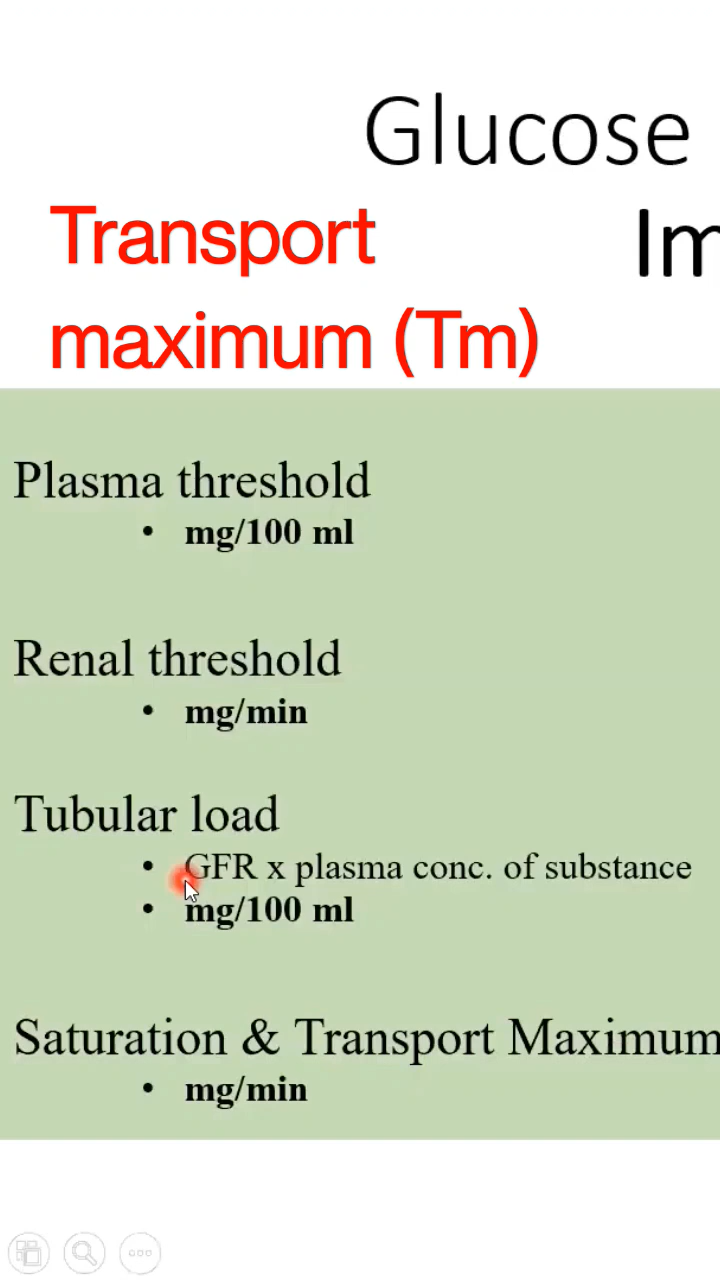 Glucose
Transport
Im
maximum (Tm)
Plasma threshold
• mg/100 ml
Renal threshold
• mg/min
Tubular load
• GFR x plasma conc. of substance
• mg/100 ml
Saturation & Transport Maximum
• mg/min